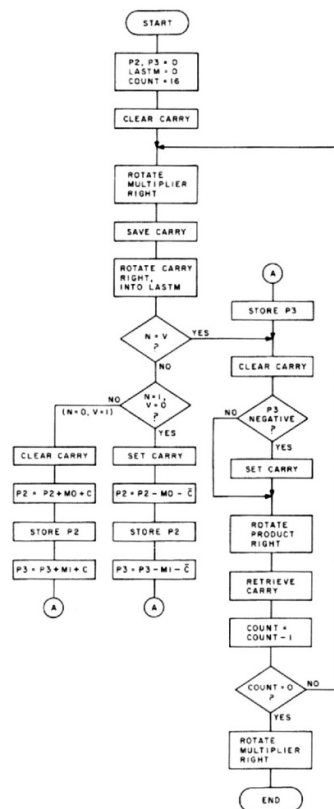 START
P2, P3 = 0
LASTM = 0
COUNT = 16
CLEAR CARRY
ROTATE
MULTIPLIER
RIGHT
SAVE CARRY
ROTATE CARRY
RIGHT,
INTO LASTM
N = V
?
YES
NO
N=1,
V=0
?
NO
(N=0, V=1)
YES
CLEAR CARRY
P2 = P2+M0+C
STORE P2
P3 = P3+M1+C
A
SET CARRY
P2 = P2-M0-C̅
STORE P2
P3 = P3-M1-C̅
A
A
STORE P3
CLEAR CARRY
P3
NEGATIVE
?
NO
YES
SET CARRY
ROTATE
PRODUCT
RIGHT
RETRIEVE
CARRY
COUNT =
COUNT-1
COUNT = 0
?
NO
YES
ROTATE
MULTIPLIER
RIGHT
END